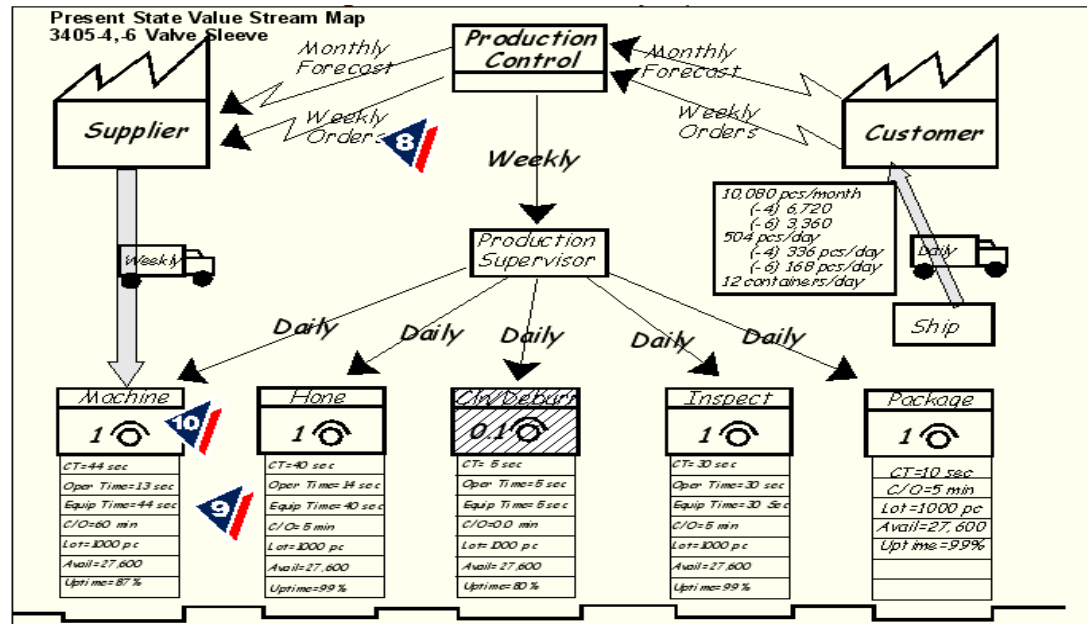 Present State Value Stream Map
3405-4,-6 Valve Sleeve
Production
Control
Monthly
Forecast
Monthly
Forecast
Supplier
Weekly
Orders
8
Weekly
Orders
Customer
Weekly
10,080 pcs/month
(-4) 6,720
(-6) 3,360
504 pcs/day
(-4) 336 pcs/day
(-6) 168 pcs/day
12 containers/day
Weekly
Production
Supervisor
Daily
Ship
Daily
Daily
Daily
Daily
Daily
Machine
1
10
CT=44 sec
Oper Time=13 sec
Equip Time=44 sec
9
C/O=60 min
Lot=1000 pc
Avail=27,600
Uptime=87%
Hone
1
CT=40 sec
Oper Time=14 sec
Equip Time=40 sec
C/O=5 min
Lot=1000 pc
Avail=27,600
Uptime=99%
Cln/Deburr
0.1
CT= 5 sec
Oper Time=5 sec
Equip Time=5 sec
C/O=0.0 min
Lot=1000 pc
Avail=27,600
Uptime=80%
Inspect
1
CT=30 sec
Oper Time=30 sec
Equip Time=30 Sec
C/O=5 min
Lot=1000 pc
Avail=27,600
Uptime=99%
Package
1
CT=10 sec
C/O=5 min
Lot=1000 pc
Avail=27,600
Uptime=99%